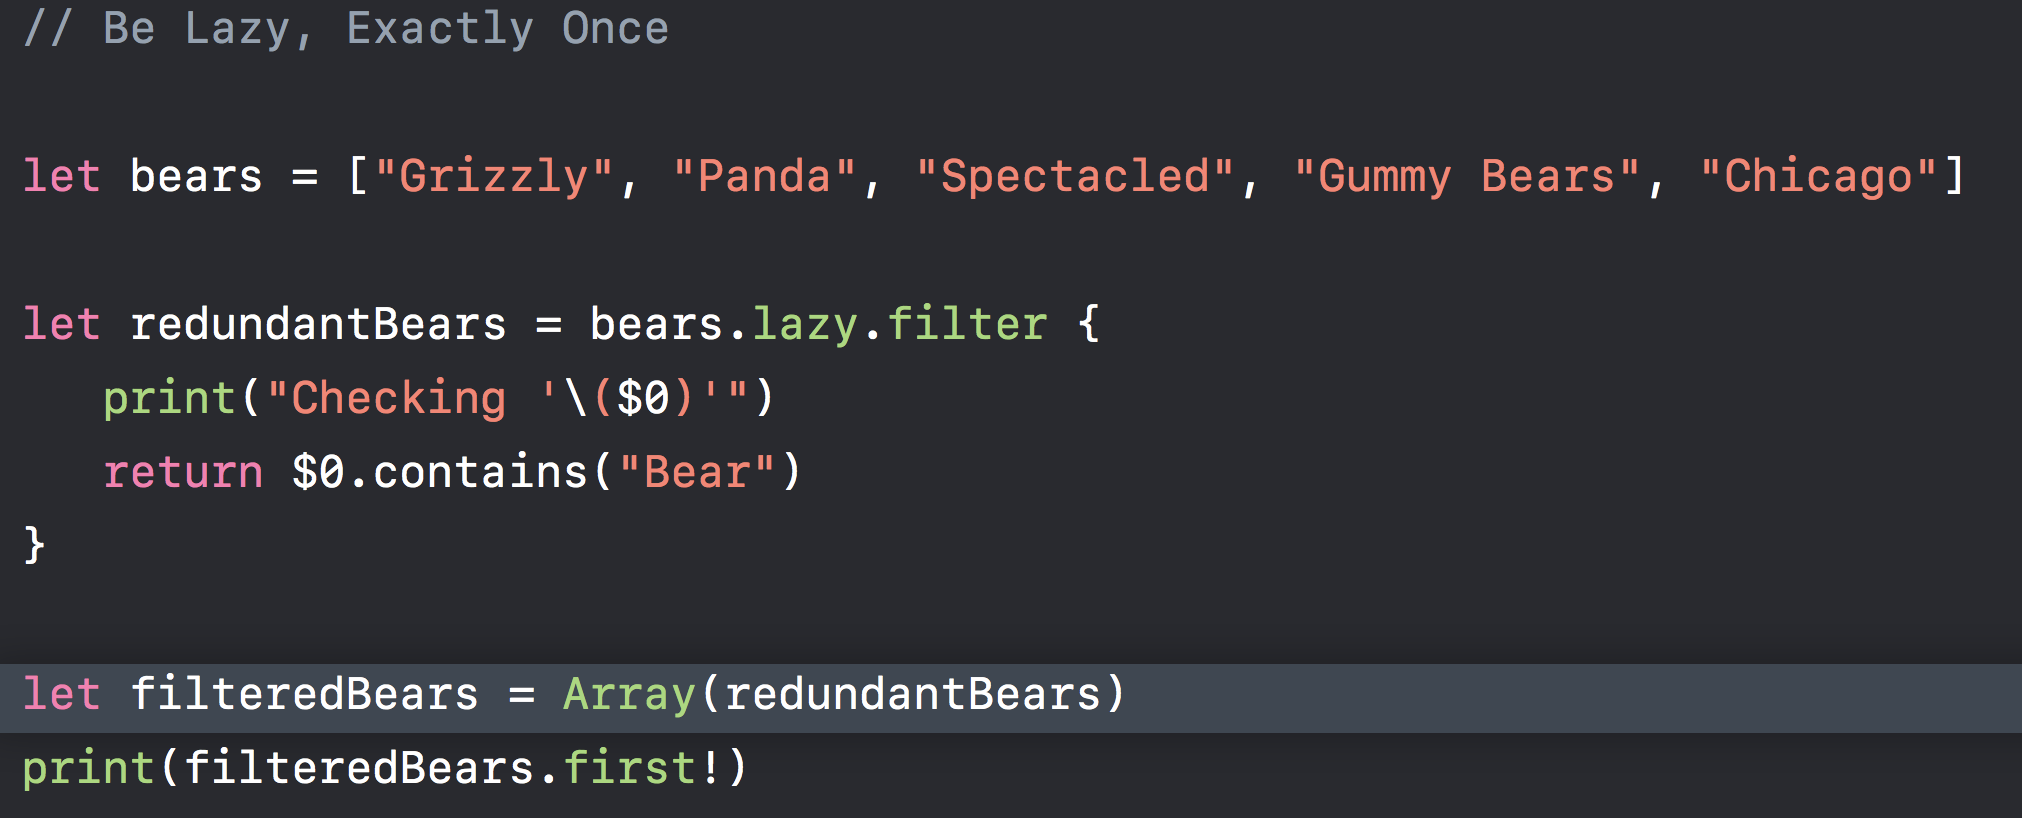 // Be Lazy, Exactly Once
let bears = ["Grizzly", "Panda", "Spectacled", "Gummy Bears", "Chicago"]
let redundantBears = bears.lazy.filter {
   print("Checking '\($0)'")
   return $0.contains("Bear")
}
let filteredBears = Array(redundantBears)
print(filteredBears.first!)